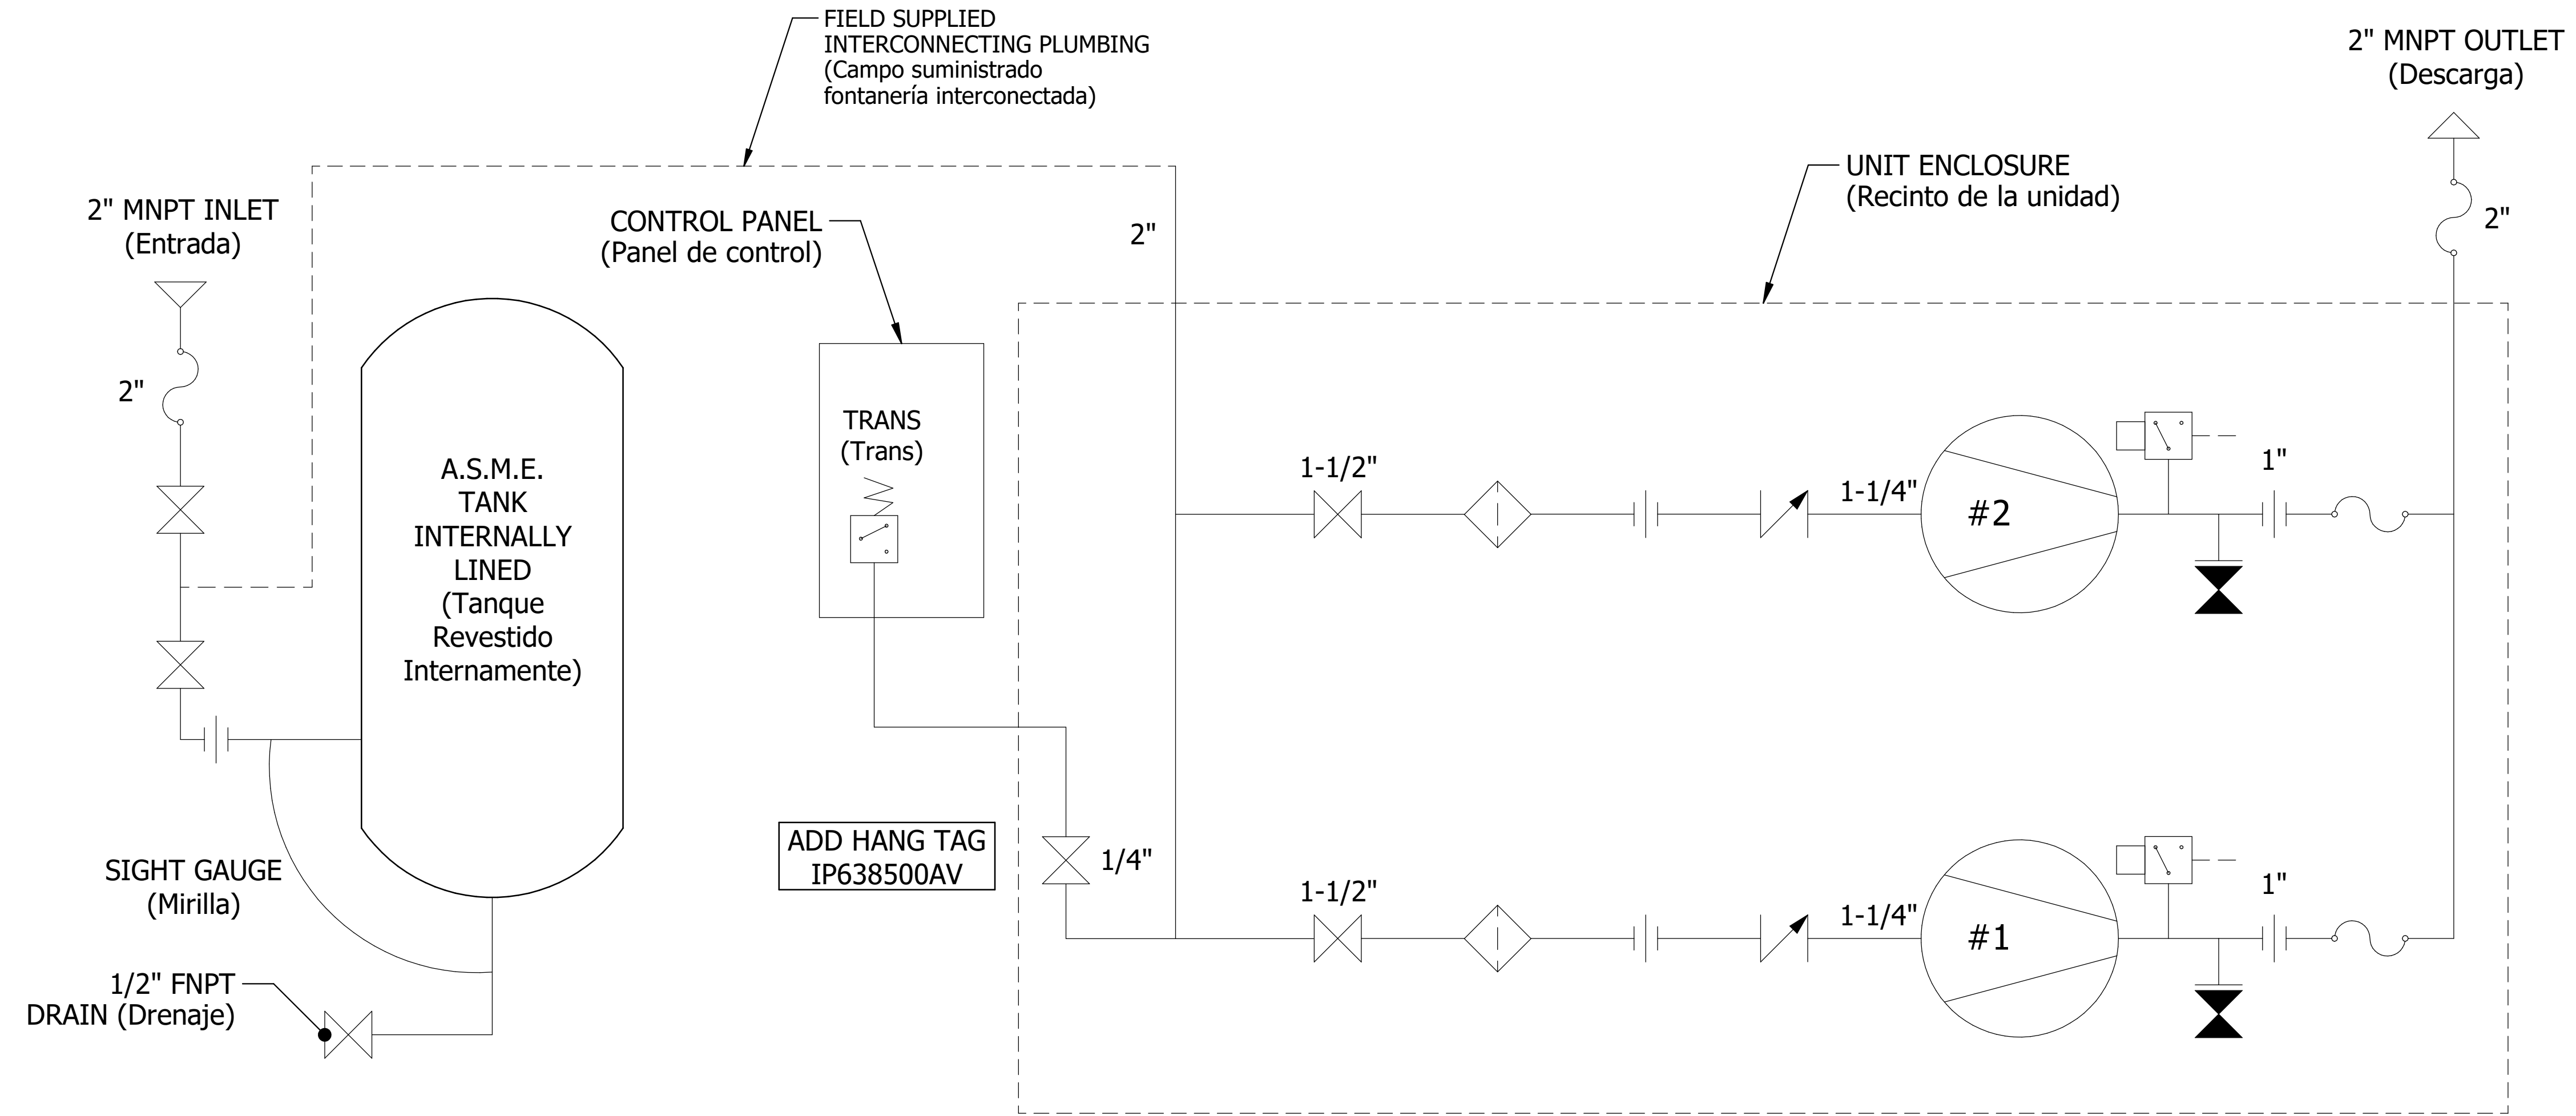 FIELD SUPPLIED
INTERCONNECTING PLUMBING
(Campo suministrado
fontanería interconectada)
2" MNPT OUTLET
(Descarga)
UNIT ENCLOSURE
(Recinto de la unidad)
2" MNPT INLET
(Entrada)
CONTROL PANEL
(Panel de control)
2"
2"
2"
TRANS
(Trans)
A.S.M.E.
TANK
INTERNALLY
LINED
(Tanque
Revestido
Internamente)
1-1/2"
1-1/4"
#2
1"
ADD HANG TAG
IP638500AV
1/4"
SIGHT GAUGE
(Mirilla)
1-1/2"
1-1/4"
#1
1"
1/2" FNPT
DRAIN (Drenaje)